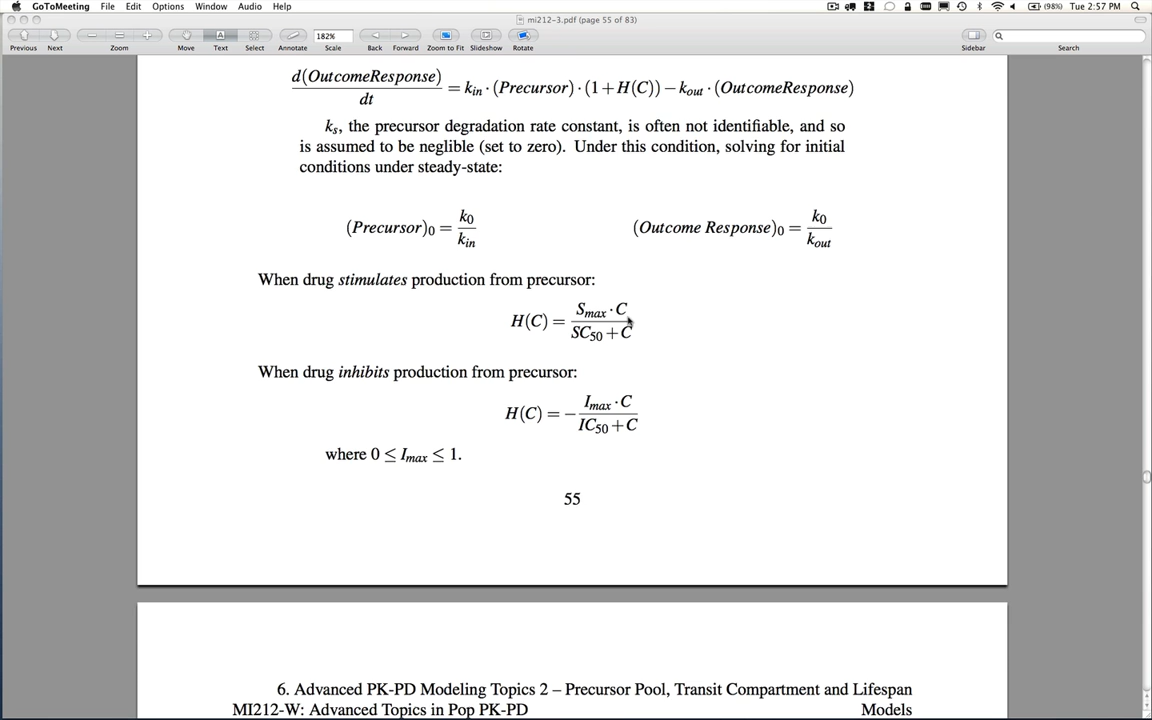 GoToMeeting File Edit Options Window Audio Help (98%) Tue 2:57 PM
mi212-3.pdf (page 55 of 83)
182%
Previous Next Zoom Move Text Select Annotate Scale Back Forward Zoom to Fit Slideshow Rotate Sidebar Search
d(OutcomeResponse)/dt = k_in · (Precursor) · (1 + H(C)) − k_out · (OutcomeResponse)
k_s, the precursor degradation rate constant, is often not identifiable, and so
is assumed to be neglible (set to zero). Under this condition, solving for initial
conditions under steady-state:
(Precursor)_0 = k_0/k_in (Outcome Response)_0 = k_0/k_out
When drug stimulates production from precursor:
H(C) = S_max · C / SC_50 + C
When drug inhibits production from precursor:
H(C) = − I_max · C / IC_50 + C
where 0 ≤ I_max ≤ 1.
55
6. Advanced PK-PD Modeling Topics 2 – Precursor Pool, Transit Compartment and Lifespan
MI212-W: Advanced Topics in Pop PK-PD Models